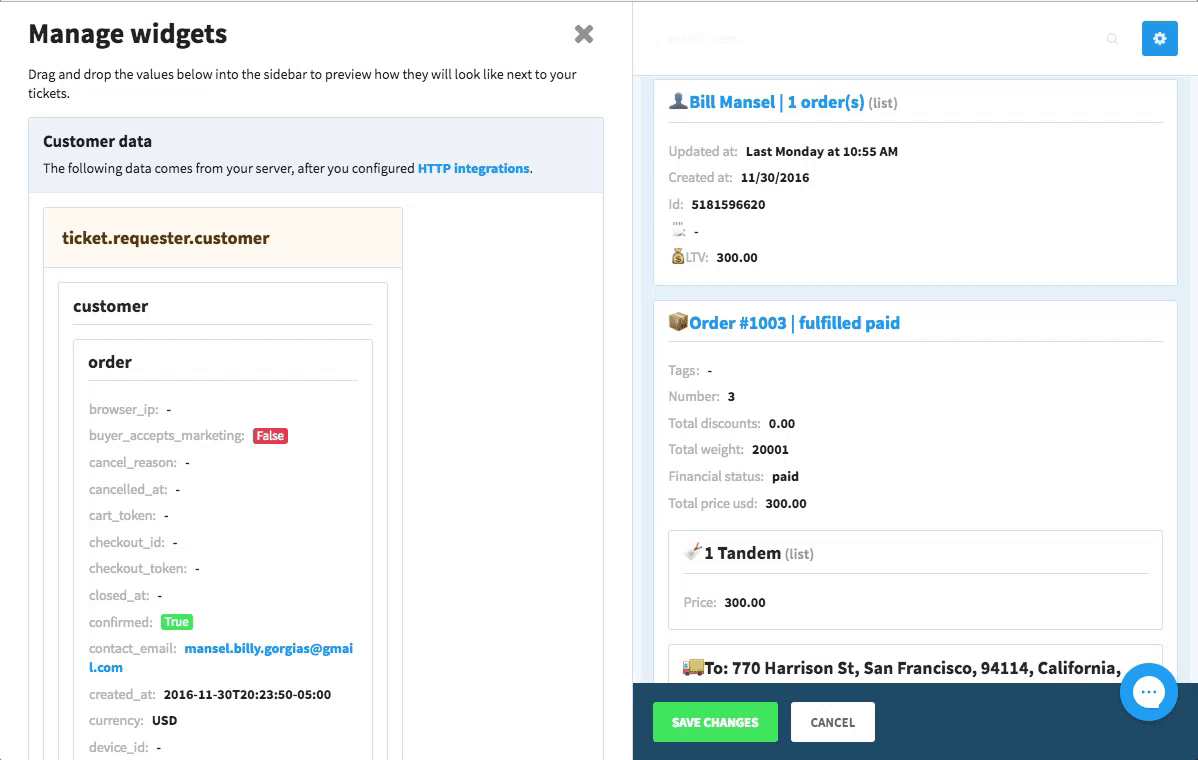 Manage widgets
Drag and drop the values below into the sidebar to preview how they will look like next to your
tickets.
Customer data
The following data comes from your server, after you configured HTTP integrations.
ticket.requester.customer
customer
order
browser_ip: -
buyer_accepts_marketing: False
cancel_reason: -
cancelled_at: -
cart_token: -
checkout_id: -
checkout_token: -
closed_at: -
confirmed: True
contact_email: mansel.billy.gorgias@gmai
l.com
created_at: 2016-11-30T20:23:50-05:00
currency: USD
device_id: -
Bill Mansel | 1 order(s) (list)
Updated at: Last Monday at 10:55 AM
Created at: 11/30/2016
Id: 5181596620
-
LTV: 300.00
Order #1003 | fulfilled paid
Tags: -
Number: 3
Total discounts: 0.00
Total weight: 20001
Financial status: paid
Total price usd: 300.00
1 Tandem (list)
Price: 300.00
To: 770 Harrison St, San Francisco, 94114, California,
SAVE CHANGES
CANCEL